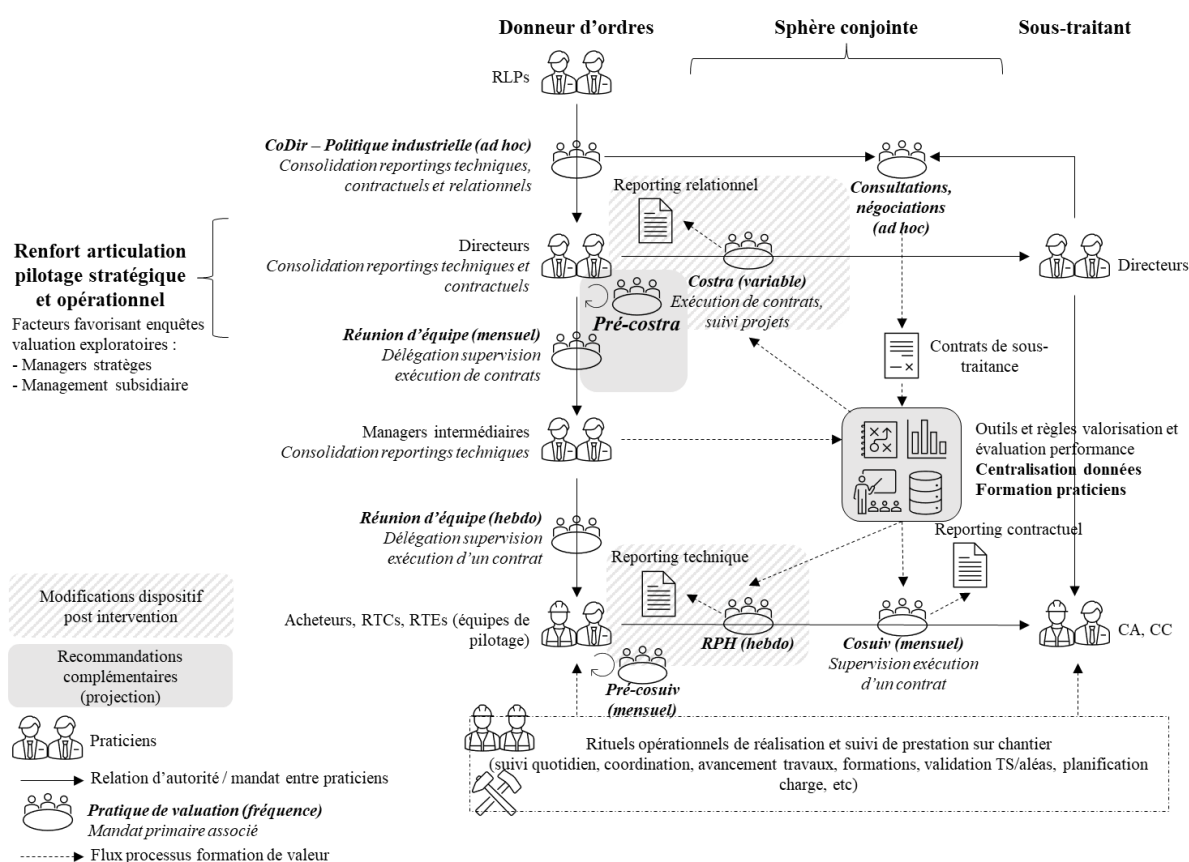 Donneur d’ordres
Sphère conjointe
Sous-traitant
RLPs
CoDir – Politique industrielle (ad hoc)
Consolidation reportings techniques,
contractuels et relationnels
Reporting relationnel
Consultations,
négociations
(ad hoc)
Renfort articulation
pilotage stratégique
et opérationnel
Facteurs favorisant enquêtes
valuation exploratoires :
- Managers stratèges
- Management subsidiaire
Directeurs
Consolidation reportings techniques et
contractuels
Costra (variable)
Exécution de contrats,
suivi projets
Directeurs
Pré-costra
Réunion d’équipe (mensuel)
Délégation supervision
exécution de contrats
Contrats de sous-
traitance
Managers intermédiaires
Consolidation reportings techniques
Outils et règles valorisation et
évaluation performance
Centralisation données
Formation praticiens
Réunion d’équipe (hebdo)
Délégation supervision
exécution d’un contrat
Reporting technique
Reporting contractuel
Acheteurs, RTCs, RTEs (équipes de
pilotage)
RPH (hebdo)
Cosuiv (mensuel)
Supervision exécution
d’un contrat
CA, CC
Pré-cosuiv
(mensuel)
Rituels opérationnels de réalisation et suivi de prestation sur chantier
(suivi quotidien, coordination, avancement travaux, formations, validation TS/aléas, planification
charge, etc)
Modifications dispositif
post intervention
Recommandations
complémentaires
(projection)
Praticiens
Relation d’autorité / mandat entre praticiens
Pratique de valuation (fréquence)
Mandat primaire associé
Flux processus formation de valeur